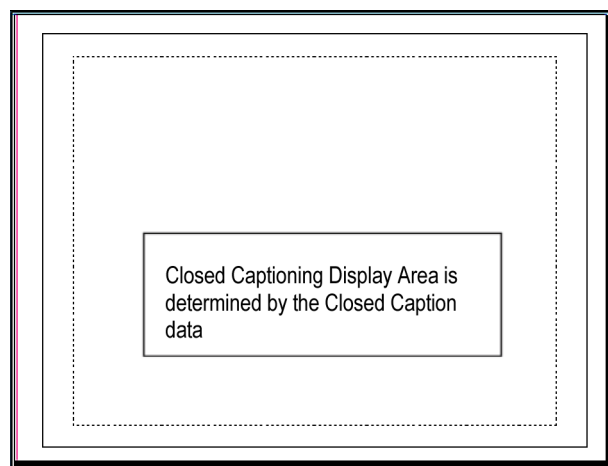 Closed Captioning Display Area is
determined by the Closed Caption
data